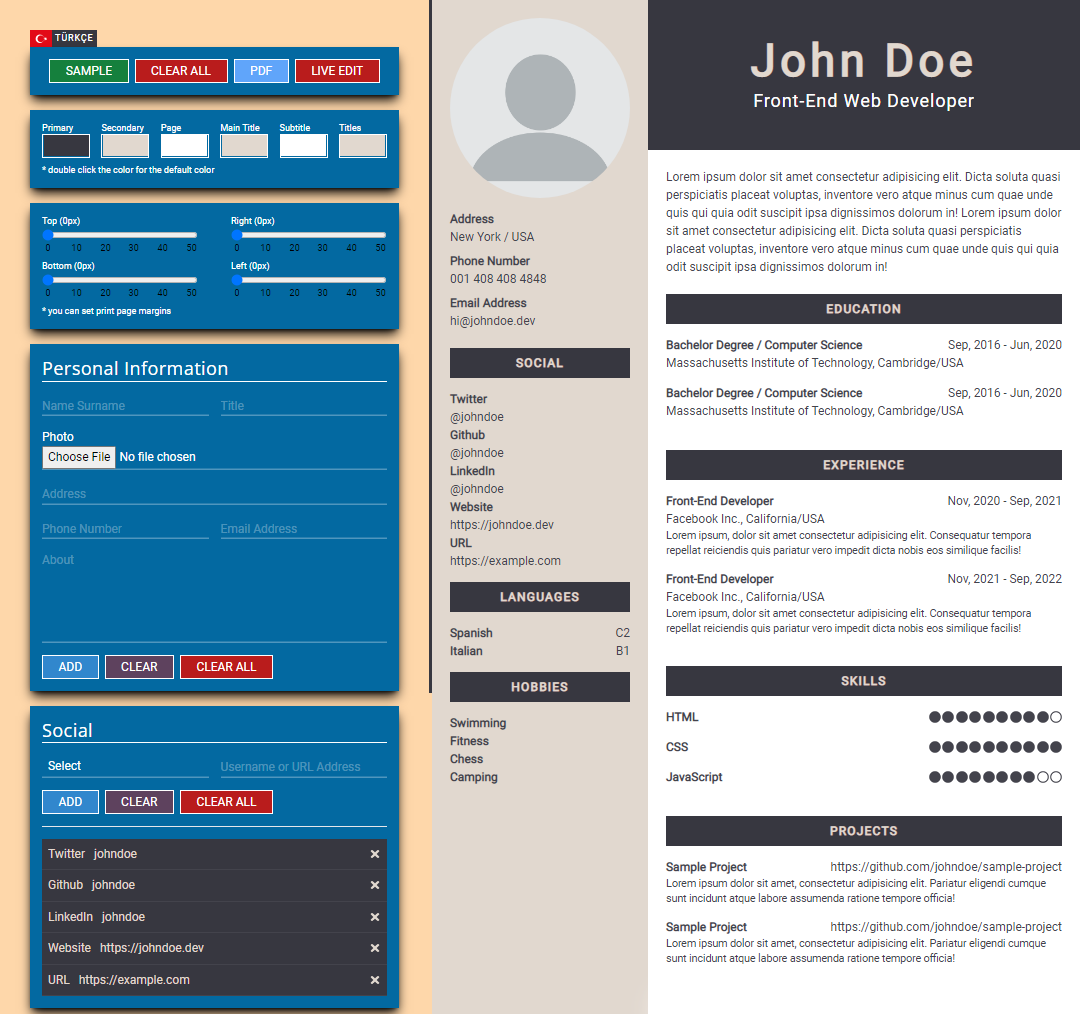 TÜRKÇE
SAMPLE CLEAR ALL PDF LIVE EDIT
Primary Secondary Page Main Title Subtitle Titles
* double click the color for the default color
Top (0px) Right (0px)
0 10 20 30 40 50 0 10 20 30 40 50
Bottom (0px) Left (0px)
0 10 20 30 40 50 0 10 20 30 40 50
* you can set print page margins
Personal Information
Name Surname Title
Photo
Choose File No file chosen
Address
Phone Number Email Address
About
ADD CLEAR CLEAR ALL
Social
Select Username or URL Address
ADD CLEAR CLEAR ALL
Twitter johndoe ×
Github johndoe ×
LinkedIn johndoe ×
Website https://johndoe.dev ×
URL https://example.com ×
Address
New York / USA
Phone Number
001 408 408 4848
Email Address
hi@johndoe.dev
SOCIAL
Twitter
@johndoe
Github
@johndoe
LinkedIn
@johndoe
Website
https://johndoe.dev
URL
https://example.com
LANGUAGES
Spanish C2
Italian B1
HOBBIES
Swimming
Fitness
Chess
Camping
John Doe
Front-End Web Developer
Lorem ipsum dolor sit amet consectetur adipisicing elit. Dicta soluta quasi
perspiciatis placeat voluptas, inventore vero atque minus cum quae unde
quis qui quia odit suscipit ipsa dignissimos dolorum in! Lorem ipsum dolor
sit amet consectetur adipisicing elit. Dicta soluta quasi perspiciatis
placeat voluptas, inventore vero atque minus cum quae unde quis qui quia
odit suscipit ipsa dignissimos dolorum in!
EDUCATION
Bachelor Degree / Computer Science Sep, 2016 - Jun, 2020
Massachusetts Institute of Technology, Cambridge/USA
Bachelor Degree / Computer Science Sep, 2016 - Jun, 2020
Massachusetts Institute of Technology, Cambridge/USA
EXPERIENCE
Front-End Developer Nov, 2020 - Sep, 2021
Facebook Inc., California/USA
Lorem ipsum, dolor sit amet consectetur adipisicing elit. Consequatur tempora
repellat reiciendis quis pariatur vero impedit dicta nobis eos similique facilis!
Front-End Developer Nov, 2021 - Sep, 2022
Facebook Inc., California/USA
Lorem ipsum, dolor sit amet consectetur adipisicing elit. Consequatur tempora
repellat reiciendis quis pariatur vero impedit dicta nobis eos similique facilis!
SKILLS
HTML
CSS
JavaScript
PROJECTS
Sample Project https://github.com/johndoe/sample-project
Lorem ipsum dolor sit amet, consectetur adipisicing elit. Pariatur eligendi cumque
sunt incidunt atque labore assumenda ratione tempore officia!
Sample Project https://github.com/johndoe/sample-project
Lorem ipsum dolor sit amet, consectetur adipisicing elit. Pariatur eligendi cumque
sunt incidunt atque labore assumenda ratione tempore officia!